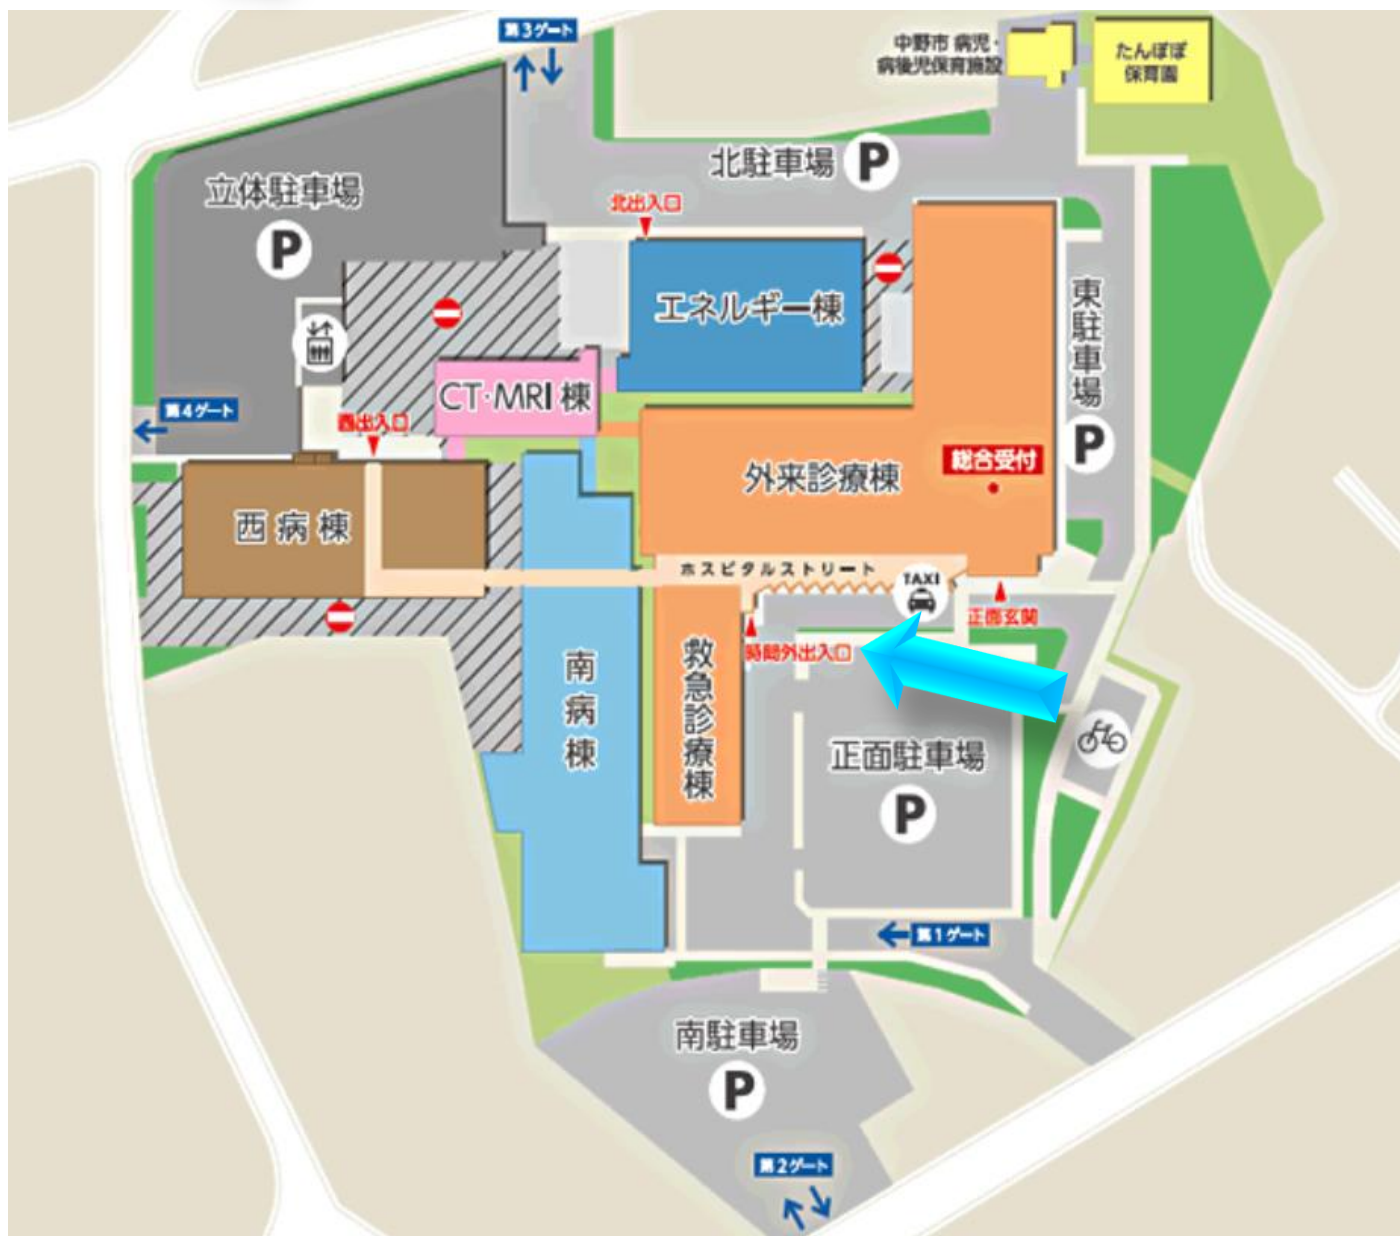 第3ゲート
中野市 病児・
病後児保育施設
たんぽぽ
保育園
北駐車場 P
立体駐車場
P
北出入口
エネルギー棟
東駐車場
P
CT・MRI 棟
第4ゲート
西出入口
外来診療棟
総合受付
西病棟
ホスピタルストリート
TAXI
正面玄関
時間外出入口
救急診療棟
南病棟
正面駐車場
P
第1ゲート
南駐車場
P
第2ゲート